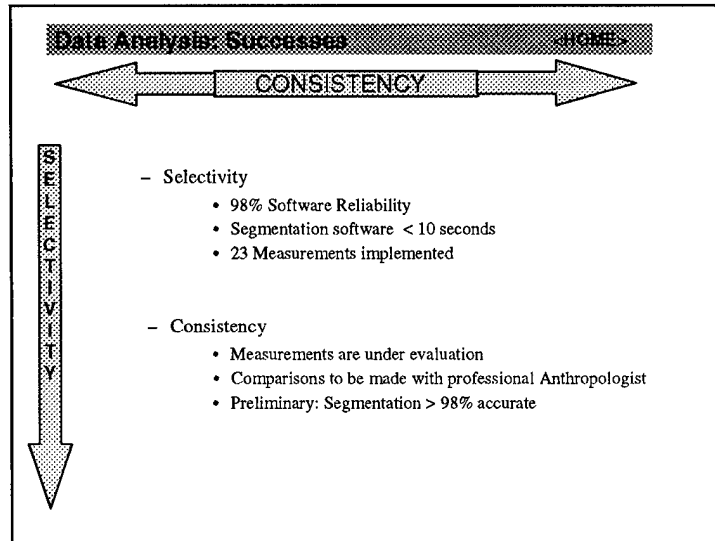 Data Analysis: Successes <HOME>
CONSISTENCY
SELECTIVITY
– Selectivity
• 98% Software Reliability
• Segmentation software < 10 seconds
• 23 Measurements implemented
– Consistency
• Measurements are under evaluation
• Comparisons to be made with professional Anthropologist
• Preliminary: Segmentation > 98% accurate